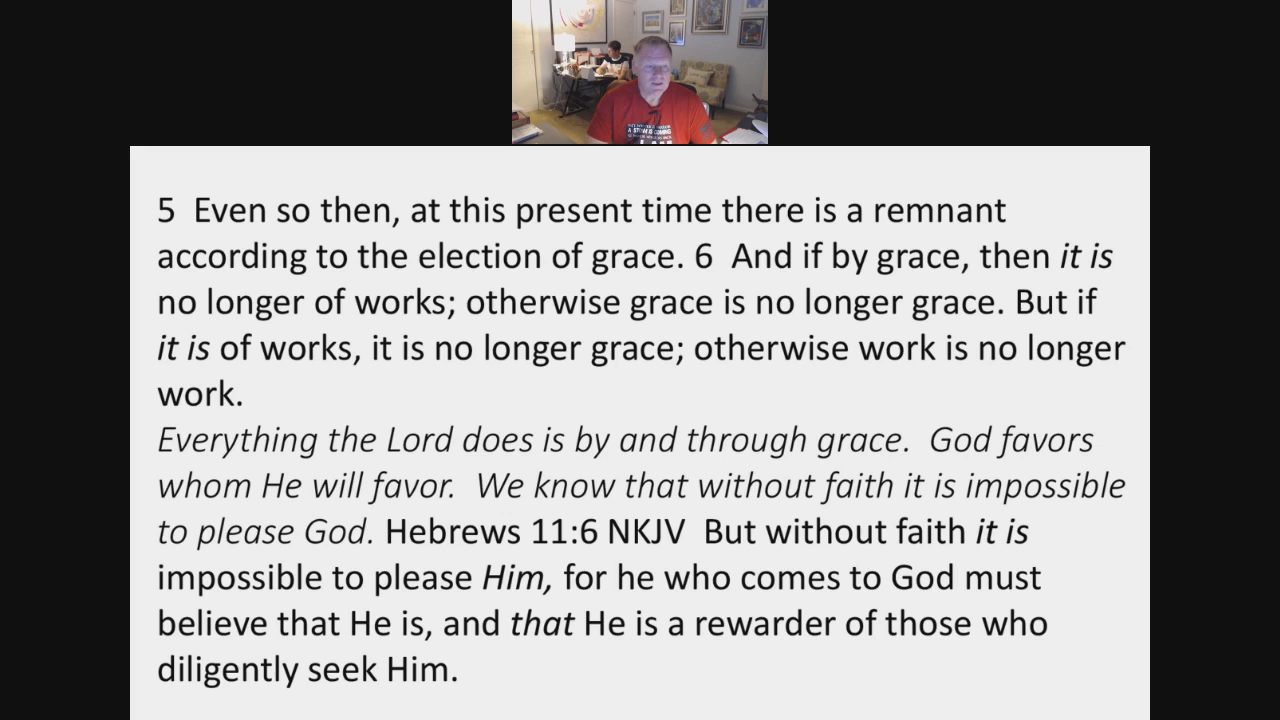 A STORM IS COMING
I AM
5 Even so then, at this present time there is a remnant
according to the election of grace. 6 And if by grace, then it is
no longer of works; otherwise grace is no longer grace. But if
it is of works, it is no longer grace; otherwise work is no longer
work.
Everything the Lord does is by and through grace. God favors
whom He will favor. We know that without faith it is impossible
to please God. Hebrews 11:6 NKJV But without faith it is
impossible to please Him, for he who comes to God must
believe that He is, and that He is a rewarder of those who
diligently seek Him.